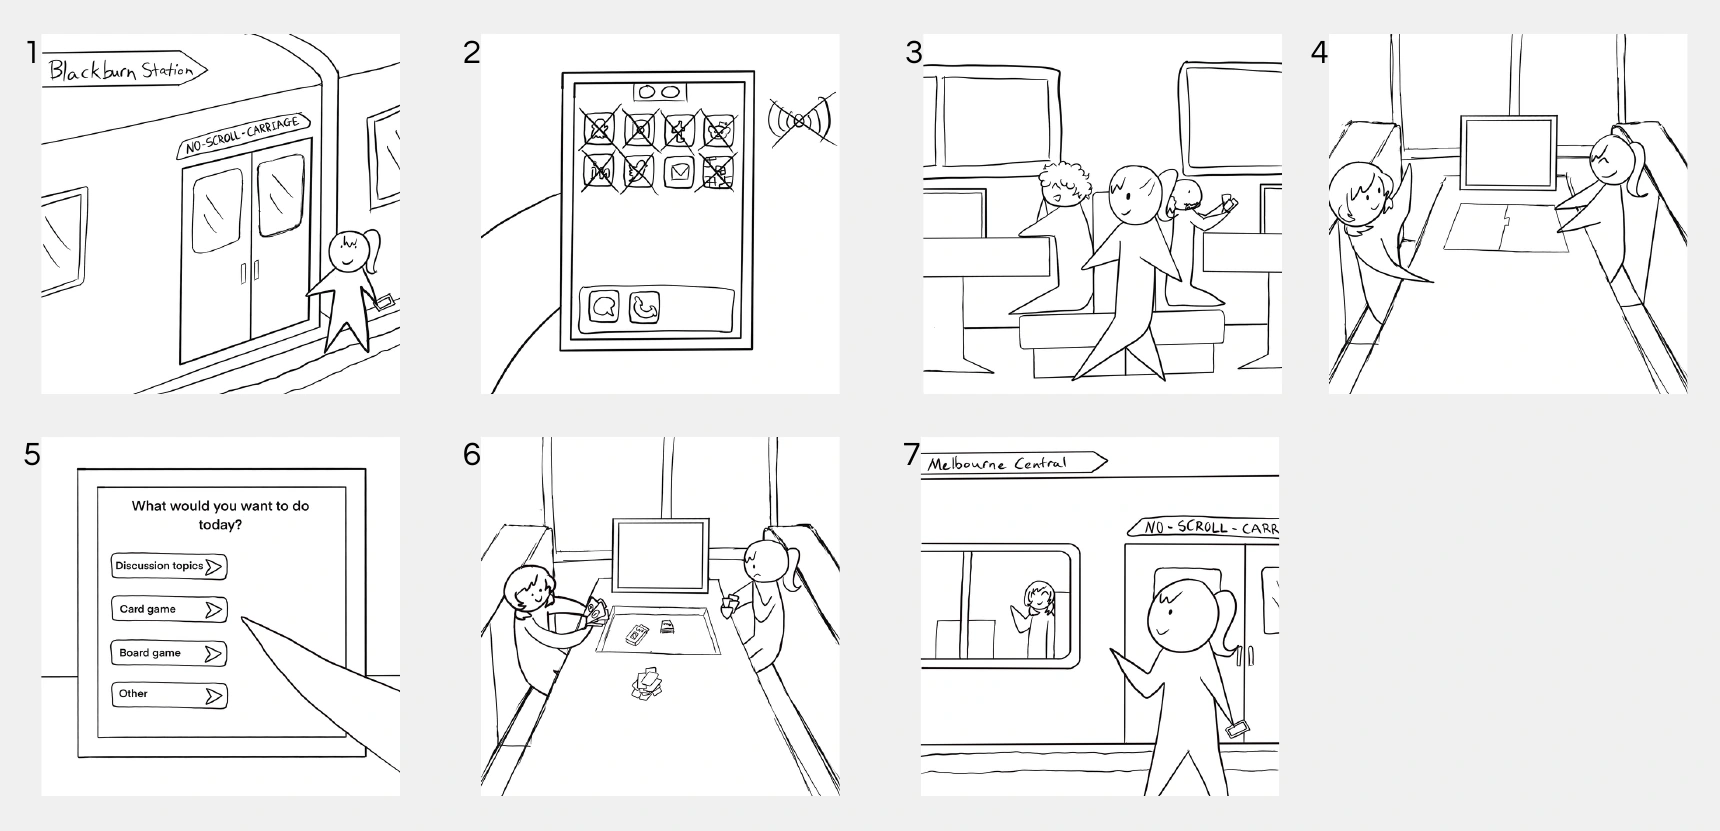 1
Blackburn Station
NO-SCROLL-CARRIAGE
2
3
4
5
What would you want to do
today?
Discussion topics
Card game
Board game
Other
6
7
Melbourne Central
NO-SCROLL-CARR